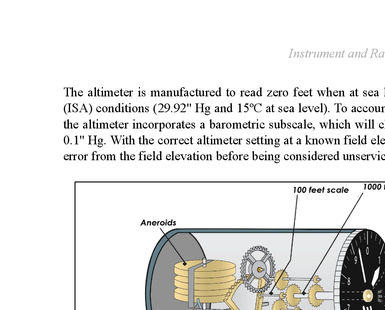 Instrument and Ra
The altimeter is manufactured to read zero feet when at sea
(ISA) conditions (29.92" Hg and 15ºC at sea level). To accoun
the altimeter incorporates a barometric subscale, which will c
0.1" Hg. With the correct altimeter setting at a known field ele
error from the field elevation before being considered unservic
1000
100 feet scale
Aneroids
0